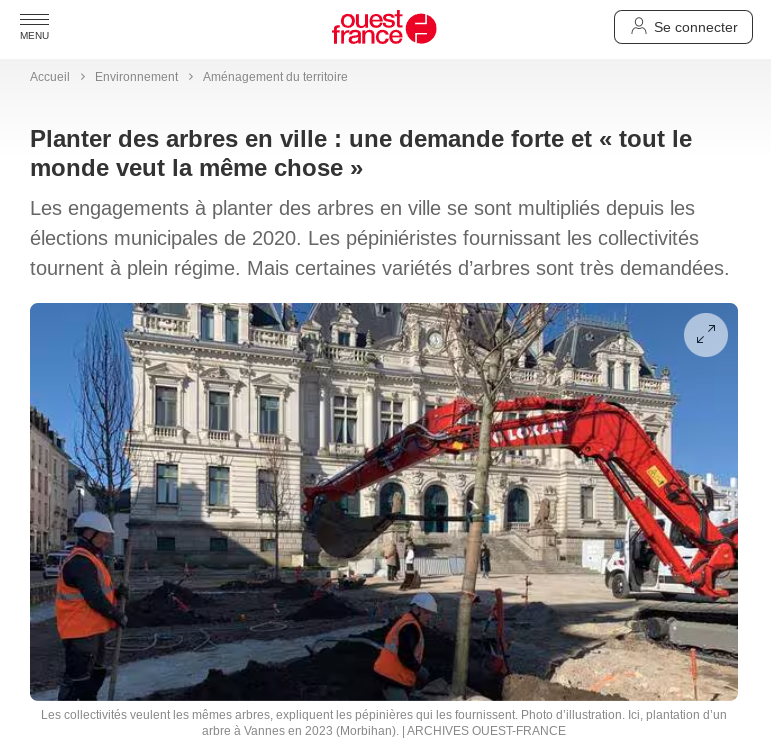 MENU
ouest
france
Se connecter
Accueil > Environnement > Aménagement du territoire
Planter des arbres en ville : une demande forte et « tout le
monde veut la même chose »
Les engagements à planter des arbres en ville se sont multipliés depuis les
élections municipales de 2020. Les pépiniéristes fournissant les collectivités
tournent à plein régime. Mais certaines variétés d’arbres sont très demandées.
LOXAM
Les collectivités veulent les mêmes arbres, expliquent les pépinières qui les fournissent. Photo d’illustration. Ici, plantation d’un
arbre à Vannes en 2023 (Morbihan). | ARCHIVES OUEST-FRANCE